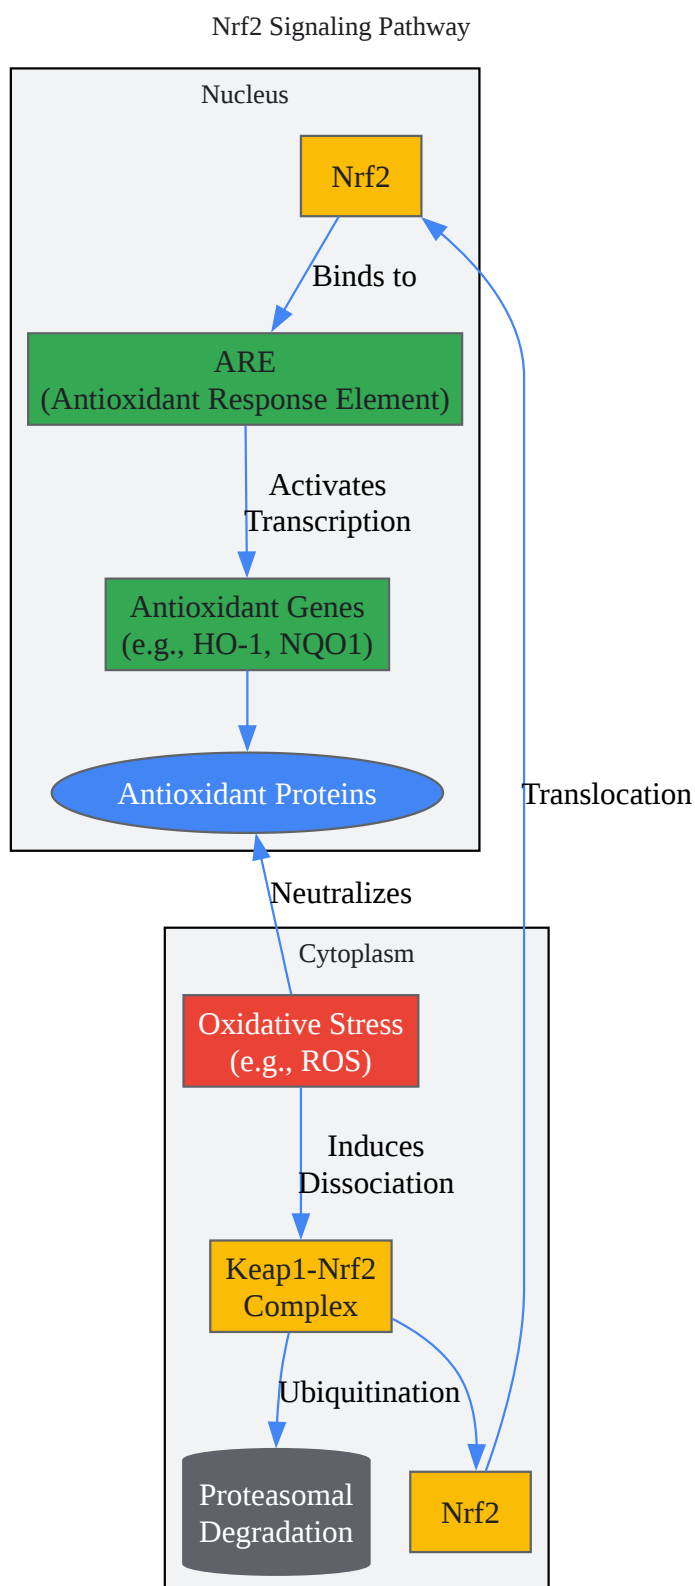 Nrf2 Signaling Pathway
Nucleus
Nrf2
Binds to
ARE
(Antioxidant Response Element)
Activates
Transcription
Antioxidant Genes
(e.g., HO-1, NQO1)
Antioxidant Proteins
Translocation
Neutralizes
Cytoplasm
Oxidative Stress
(e.g., ROS)
Induces
Dissociation
Keap1-Nrf2
Complex
Ubiquitination
Proteasomal
Degradation
Nrf2